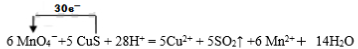 30e⁻
6 MnO₄⁻+5 CuS + 28H⁺ = 5Cu²⁺ + 5SO₂↑ +6 Mn²⁺ + 14H₂O